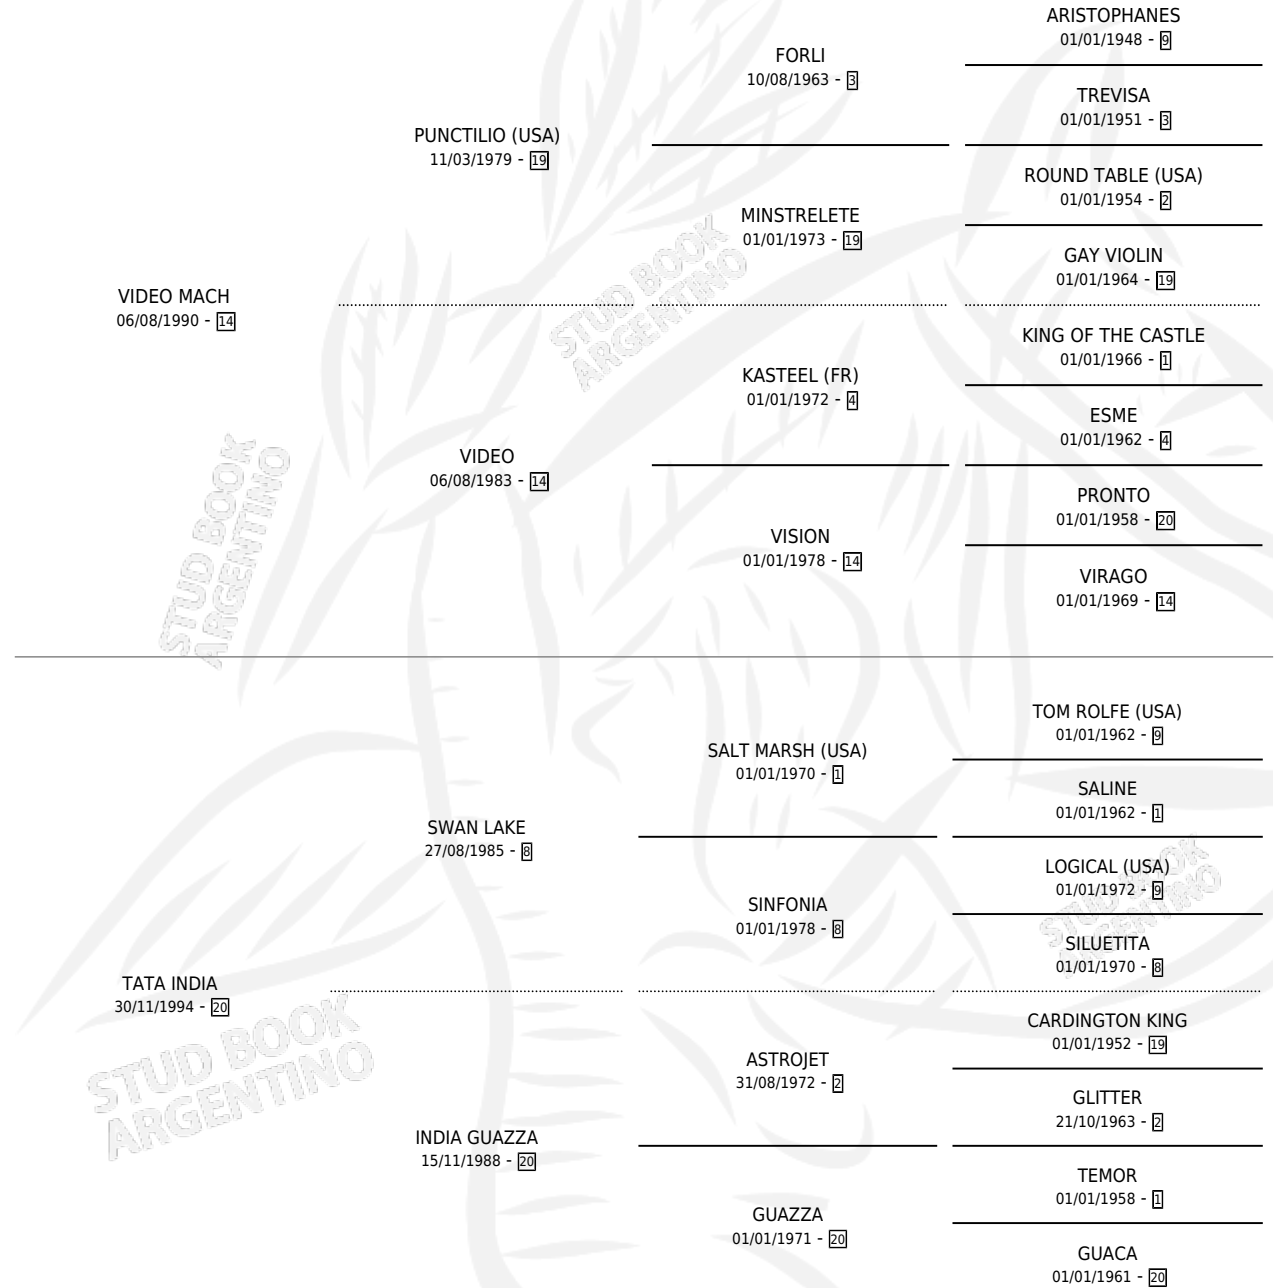 ARISTOPHANES
01/01/1948 - 9
FORLI
10/08/1963 - 3
TREVISA
01/01/1951 - 3
PUNCTILIO (USA)
11/03/1979 - 19
ROUND TABLE (USA)
01/01/1954 - 2
MINSTRELETE
01/01/1973 - 19
GAY VIOLIN
01/01/1964 - 19
VIDEO MACH
06/08/1990 - 14
KING OF THE CASTLE
01/01/1966 - 1
KASTEEL (FR)
01/01/1972 - 4
ESME
01/01/1962 - 4
VIDEO
06/08/1983 - 14
PRONTO
01/01/1958 - 20
VISION
01/01/1978 - 14
VIRAGO
01/01/1969 - 14
TOM ROLFE (USA)
01/01/1962 - 9
SALT MARSH (USA)
01/01/1970 - 1
SALINE
01/01/1962 - 1
SWAN LAKE
27/08/1985 - 8
LOGICAL (USA)
01/01/1972 - 9
SINFONIA
01/01/1978 - 8
SILUETITA
01/01/1970 - 8
TATA INDIA
30/11/1994 - 20
CARDINGTON KING
01/01/1952 - 19
ASTROJET
31/08/1972 - 2
GLITTER
21/10/1963 - 2
INDIA GUAZZA
15/11/1988 - 20
TEMOR
01/01/1958 - 1
GUAZZA
01/01/1971 - 20
GUACA
01/01/1961 - 20
STUD BOOK
ARGENTINO
STUD BOOK
ARGENTINO
STUD BOOK
ARGENTINO
STUD BOOK
ARGENTINO